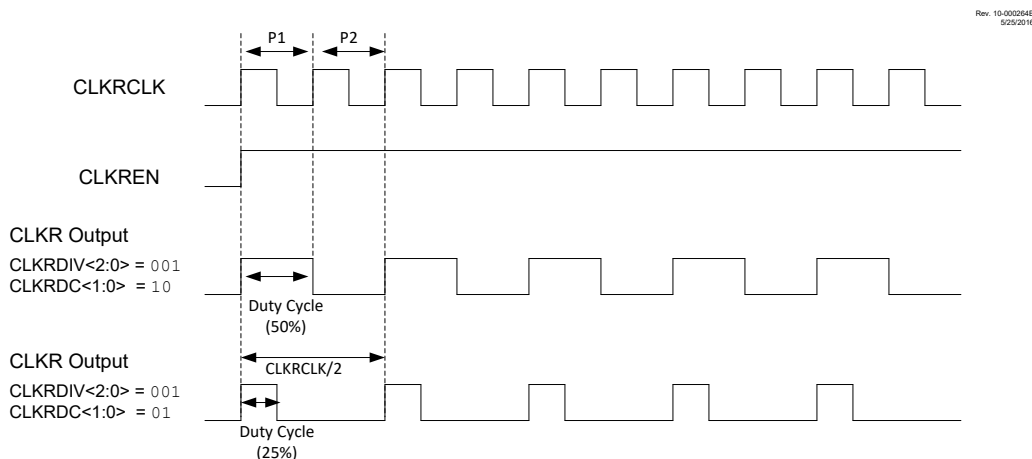 Rev. 10-000264E
5/25/2016
P1 P2
CLKRCLK
CLKREN
CLKR Output
CLKRDIV<2:0> = 001
CLKRDC<1:0> = 10
Duty Cycle
(50%)
CLKR Output
CLKRCLK/2
CLKRDIV<2:0> = 001
CLKRDC<1:0> = 01
Duty Cycle
(25%)